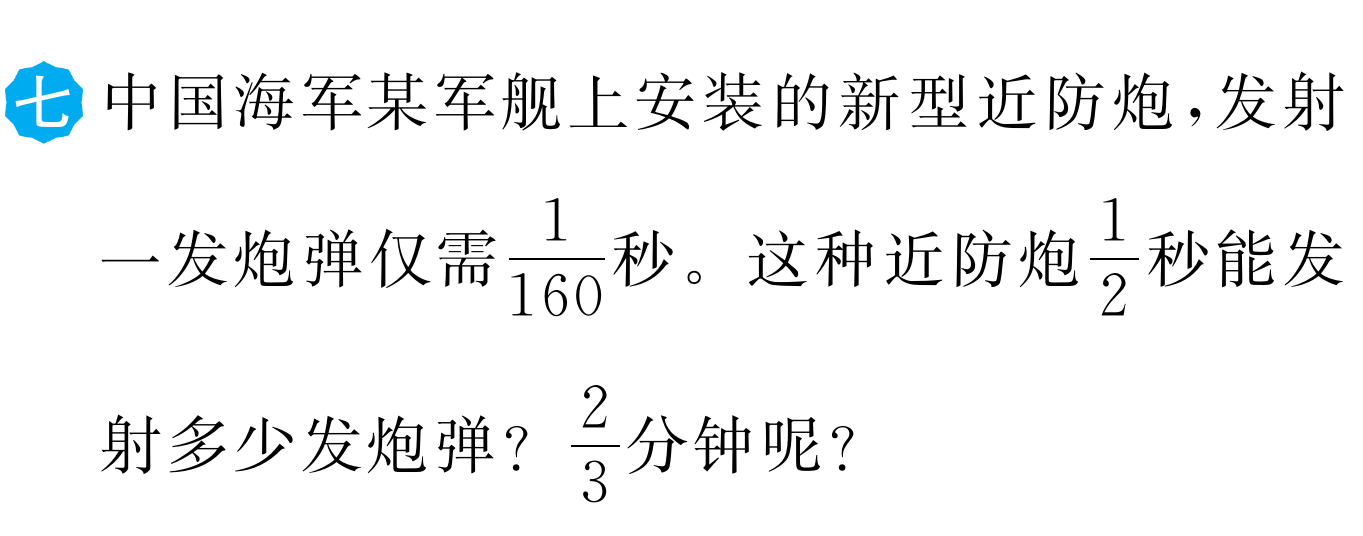 七 中国海军某军舰上安装的新型近防炮,发射
一发炮弹仅需1/160秒。这种近防炮1/2秒能发
射多少发炮弹? 2/3分钟呢?